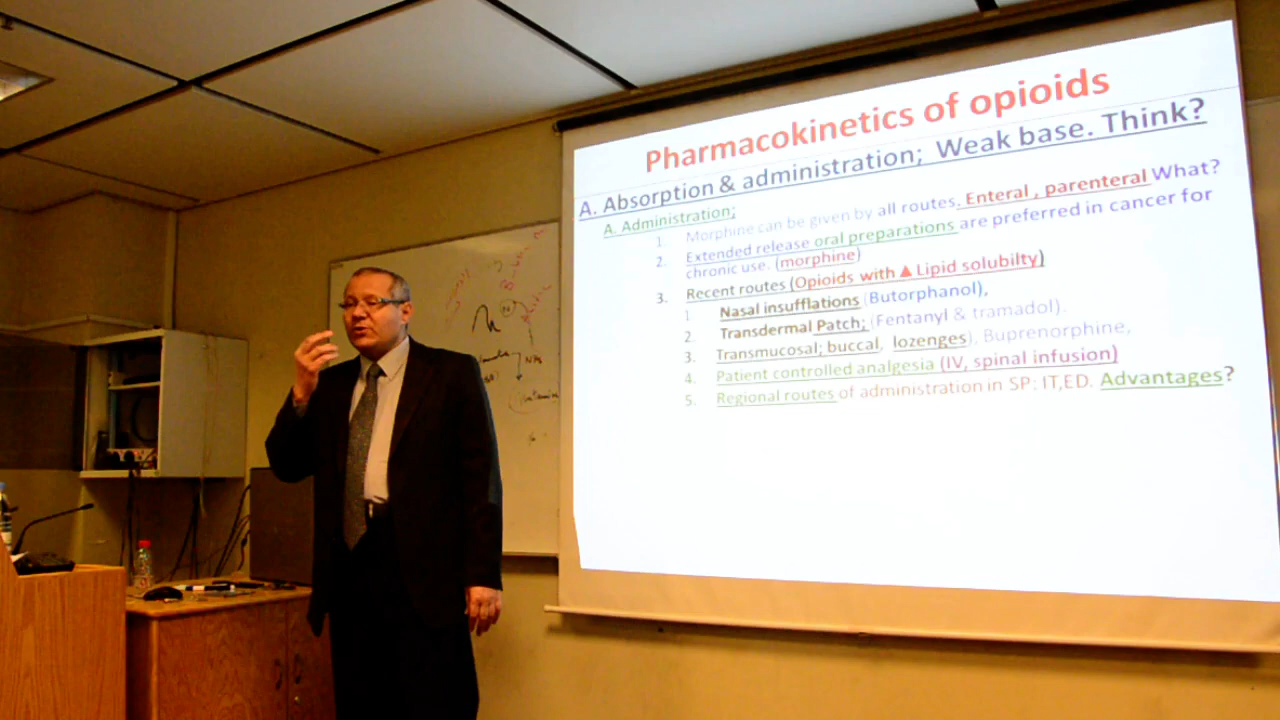 Pharmacokinetics of opioids
A. Absorption & administration; Weak base. Think?
A. Administration;
1. Morphine can be given by all routes. Enteral , parenteral What?
2. Extended release oral preparations are preferred in cancer for
chronic use. (morphine)
3. Recent routes (Opioids with ▲ Lipid solubilty)
1 Nasal insufflations (Butorphanol),
2. Transdermal Patch; (Fentanyl & tramadol).
3. Transmucosal; buccal, lozenges), Buprenorphine,
4. Patient controlled analgesia (IV, spinal infusion)
5. Regional routes of administration in SP: IT,ED. Advantages?